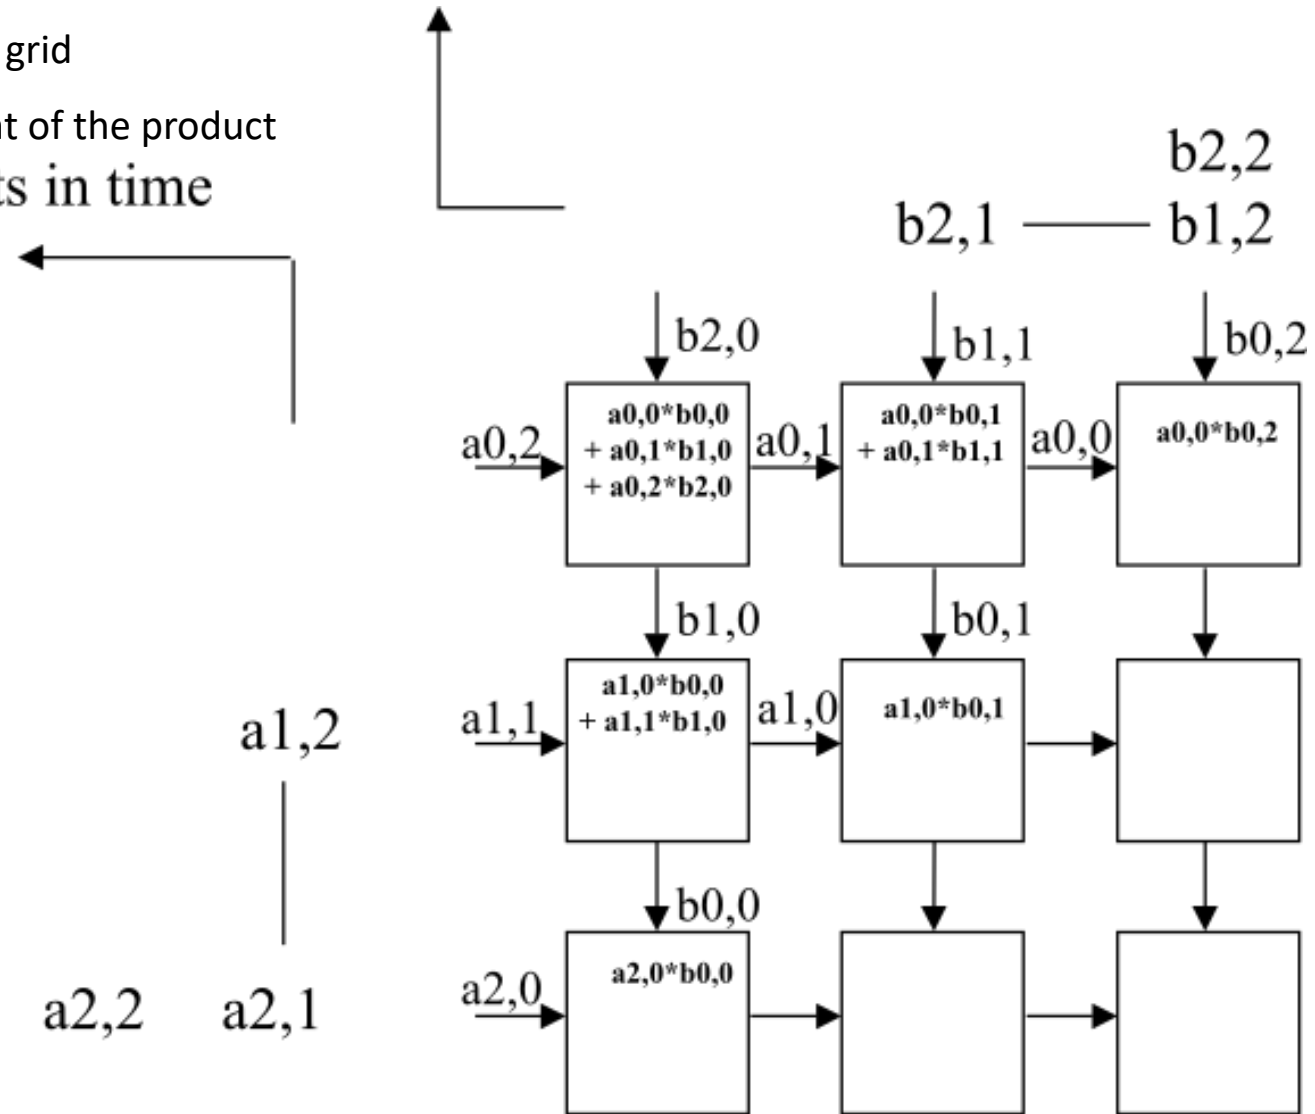 grid
t of the product
ts in time
b2,2
b2,1 b1,2
b2,0 b1,1 b0,2
a0,2 a0,0*b0,0 a0,1 a0,0*b0,1 a0,0 a0,0*b0,2
+ a0,1*b1,0 + a0,1*b1,1
+ a0,2*b2,0
b1,0 b0,1
a1,1 a1,0*b0,0 a1,0 a1,0*b0,1
+ a1,1*b1,0
a1,2
b0,0
a2,0 a2,0*b0,0
a2,2 a2,1